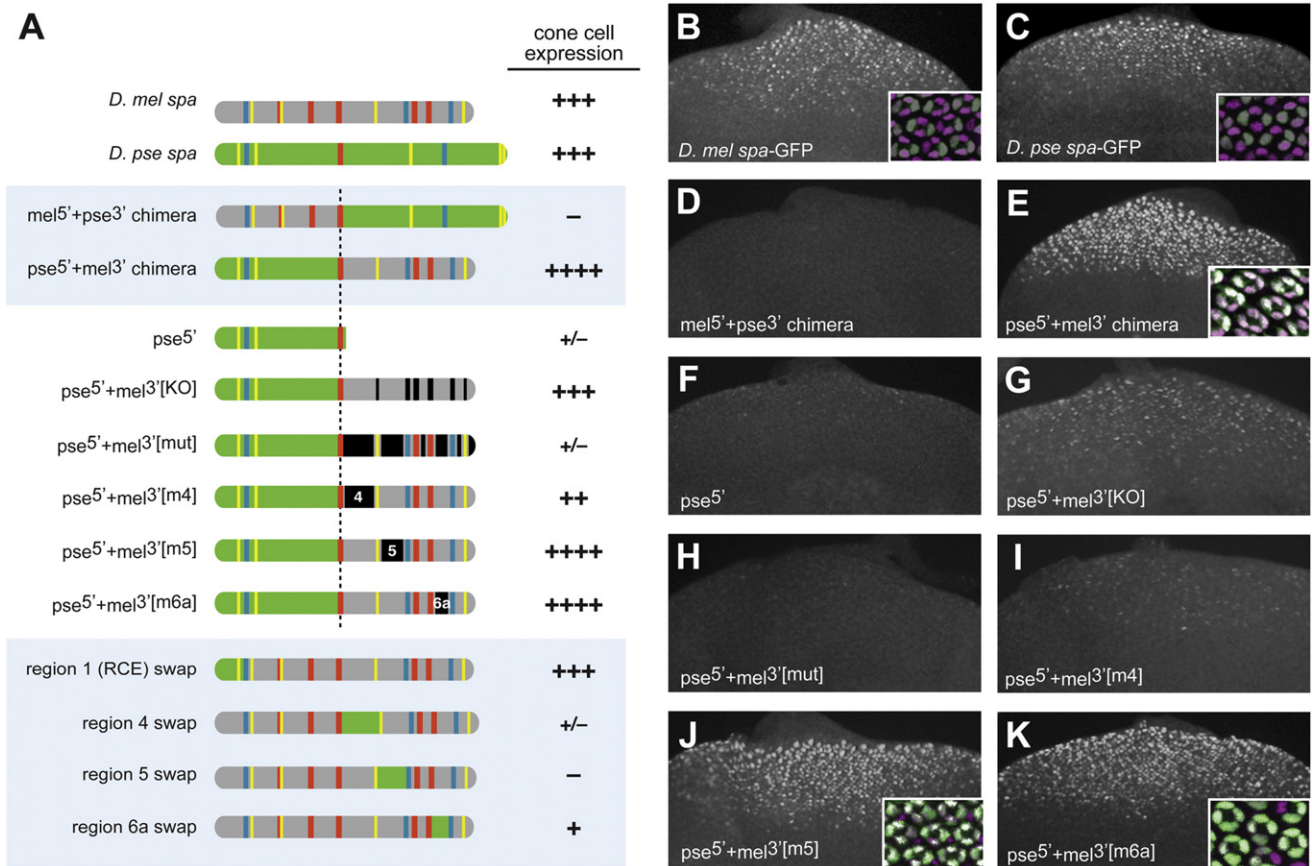 A
cone cell
expression
D. mel spa +++
D. pse spa +++
mel5'+pse3' chimera –
pse5'+mel3' chimera ++++
pse5' +/–
pse5'+mel3'[KO] +++
pse5'+mel3'[mut] +/–
pse5'+mel3'[m4] 4 ++
pse5'+mel3'[m5] 5 ++++
pse5'+mel3'[m6a] 6a ++++
region 1 (RCE) swap +++
region 4 swap +/–
region 5 swap –
region 6a swap +
B
D. mel spa-GFP
C
D. pse spa-GFP
D
mel5'+pse3' chimera
E
pse5'+mel3' chimera
F
pse5'
G
pse5'+mel3'[KO]
H
pse5'+mel3'[mut]
I
pse5'+mel3'[m4]
J
pse5'+mel3'[m5]
K
pse5'+mel3'[m6a]